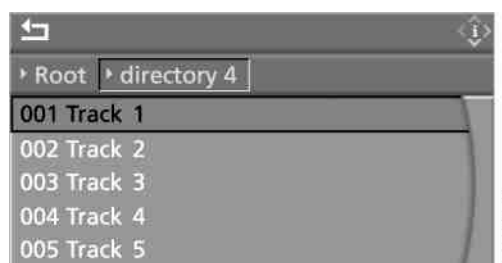 Root directory 4
001 Track 1
002 Track 2
003 Track 3
004 Track 4
005 Track 5